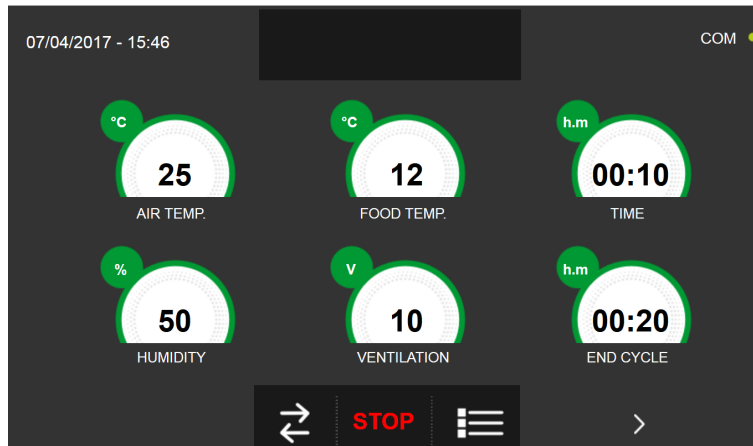 07/04/2017 - 15:46
COM
°C
25
AIR TEMP.
°C
12
FOOD TEMP.
h.m
00:10
TIME
%
50
HUMIDITY
V
10
VENTILATION
h.m
00:20
END CYCLE
STOP